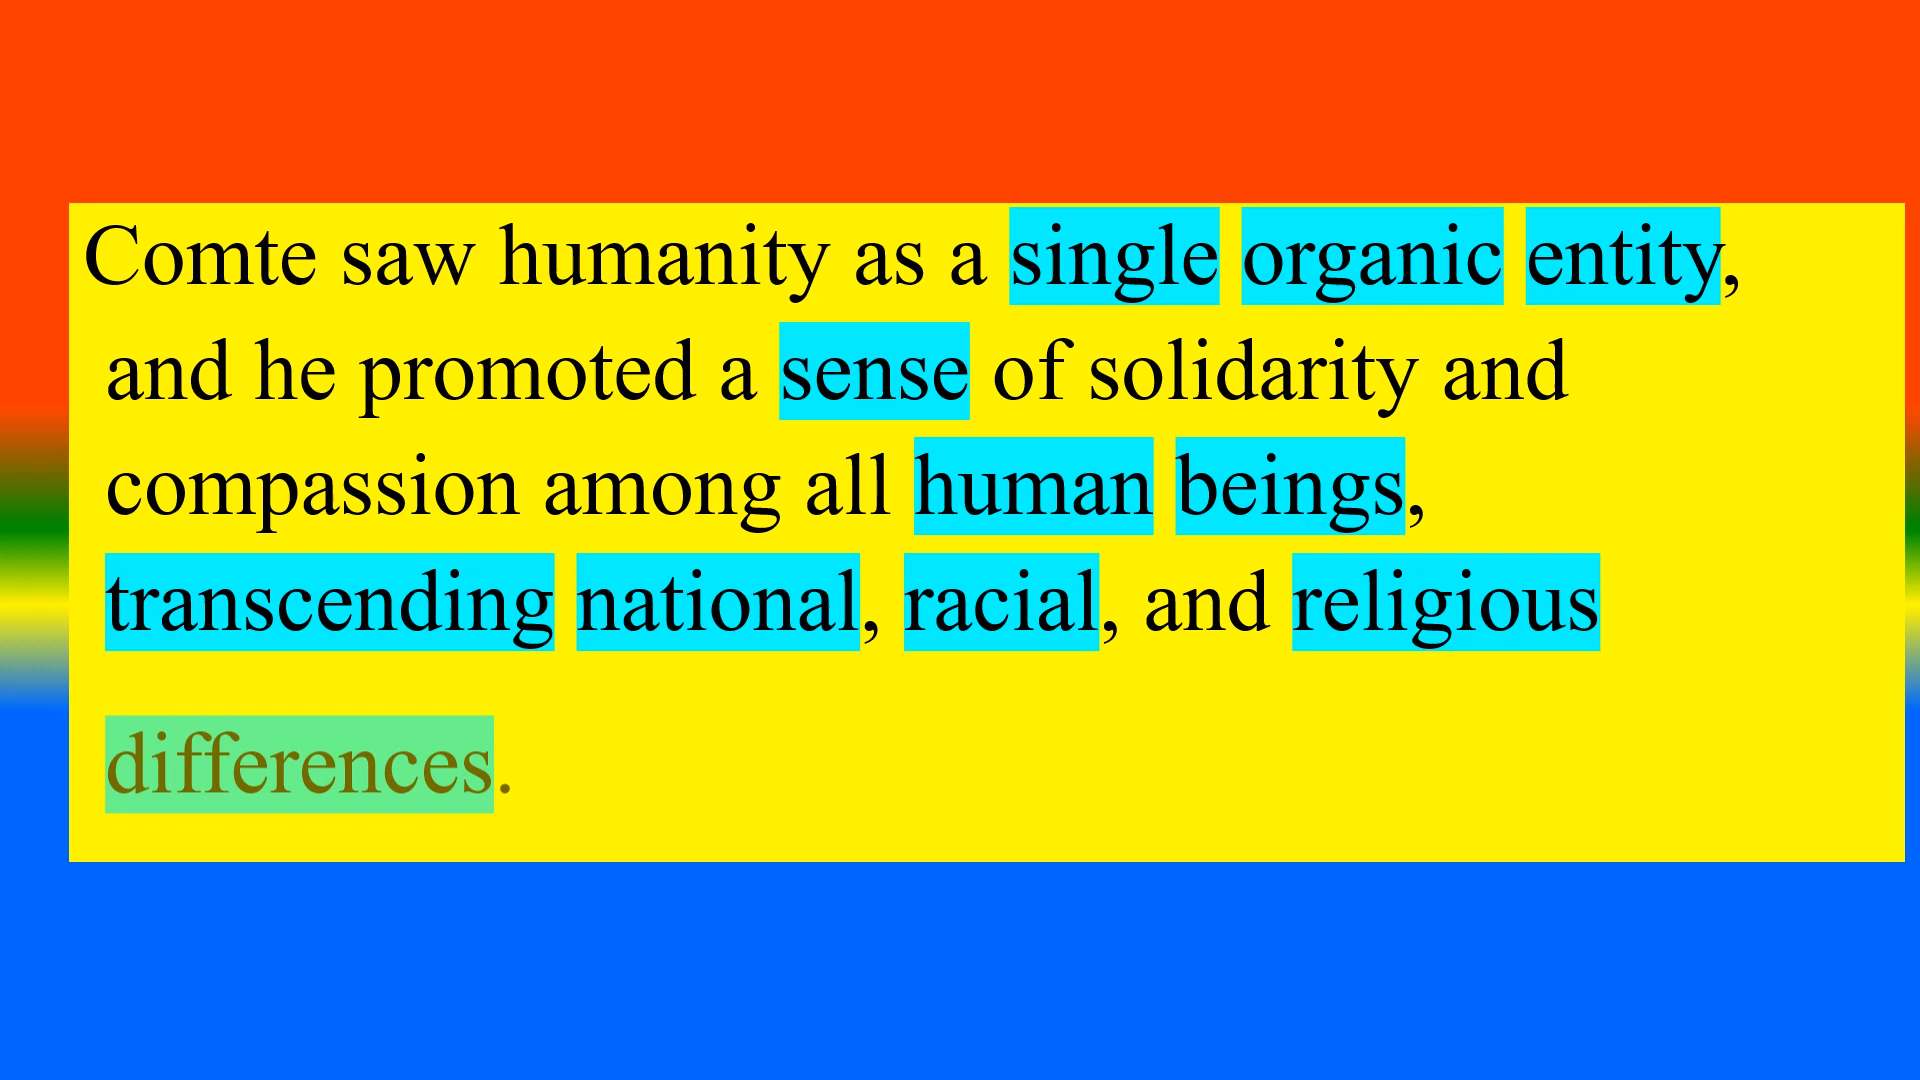 Comte saw humanity as a single organic entity,
and he promoted a sense of solidarity and
compassion among all human beings,
transcending national, racial, and religious
differences.